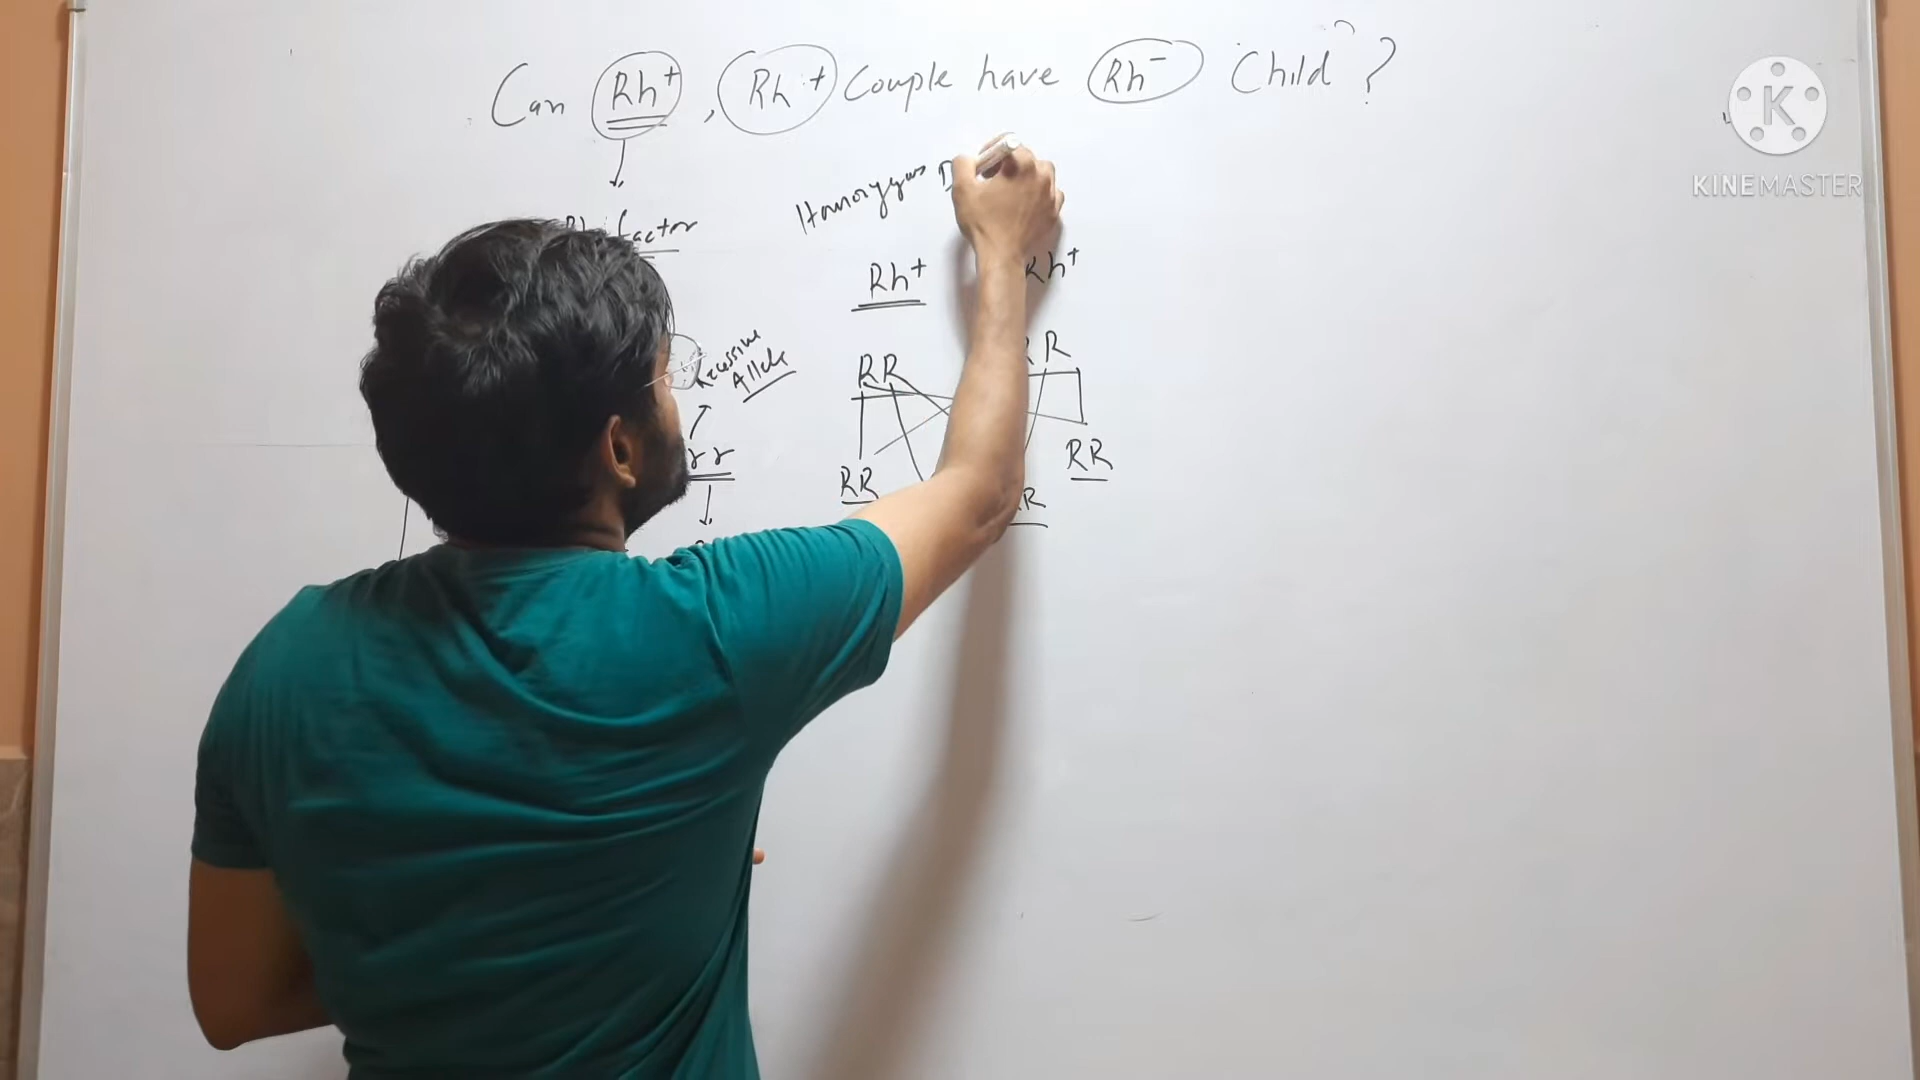 Can Rh+, Rh+ Couple have Rh- Child ?
KINEMASTER
Homozygous D
factor
Rh+ Rh+
Recessive
Allele
RR R
rr
RR RR
R